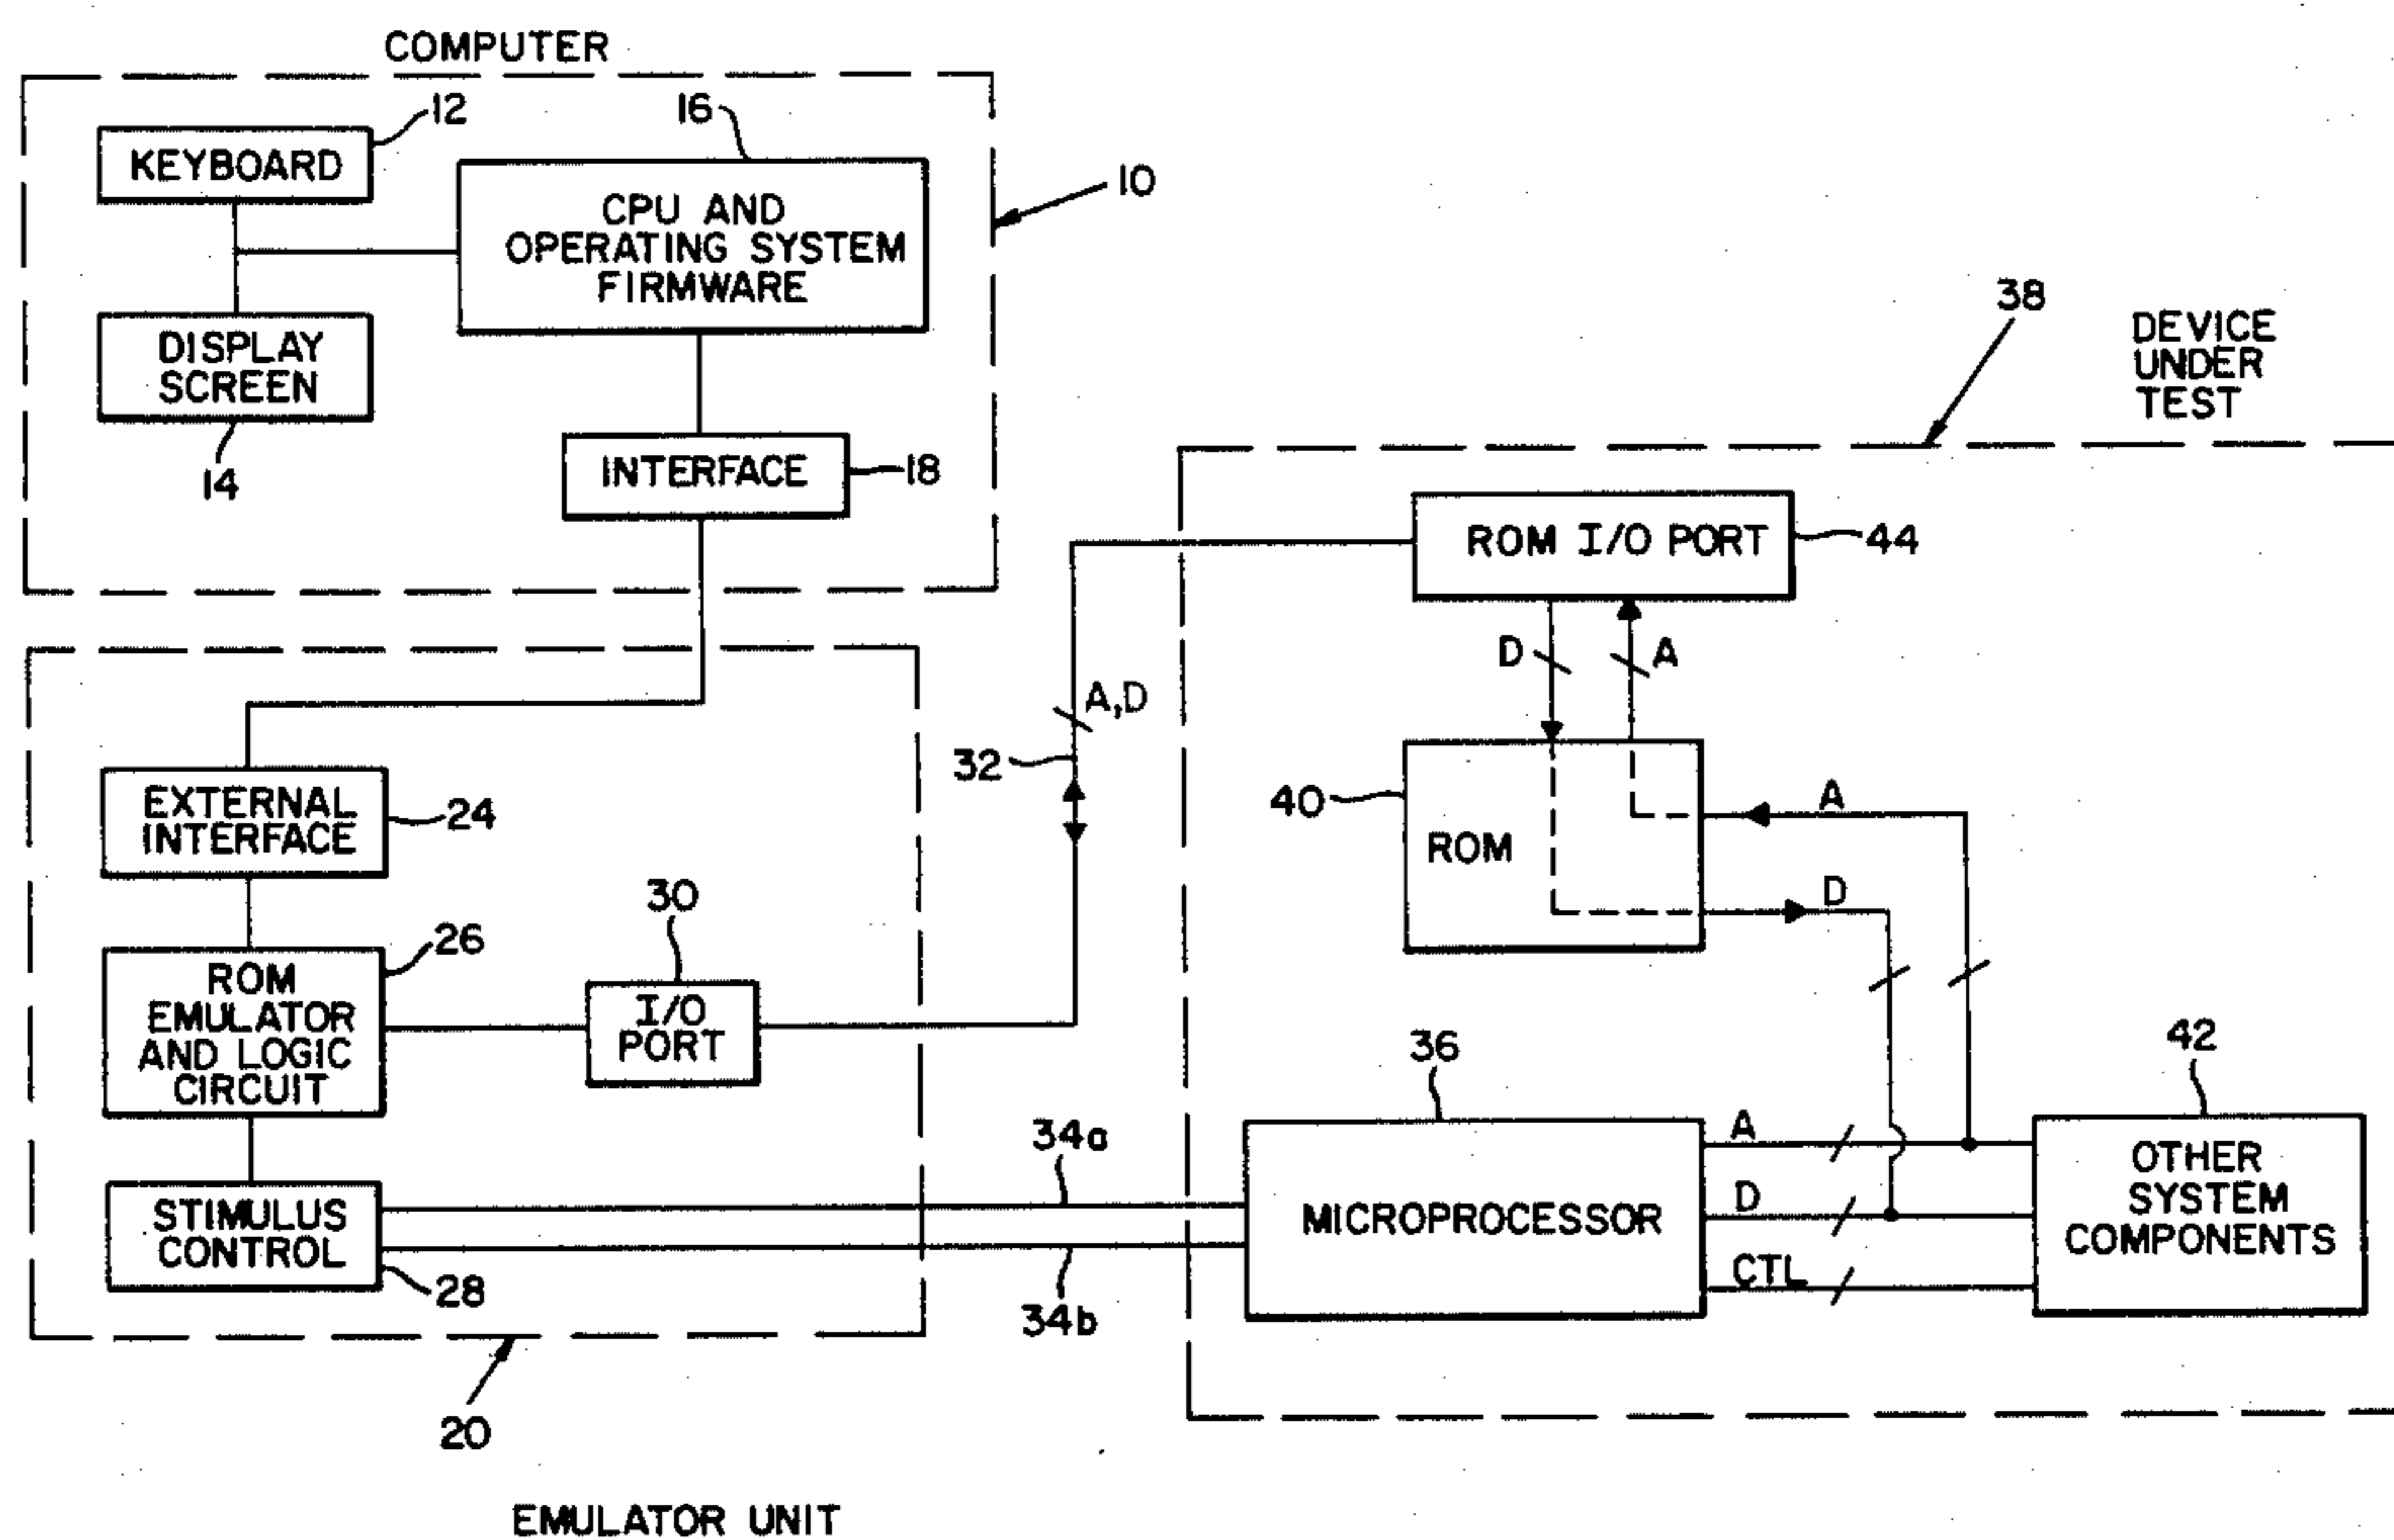 COMPUTER
12
KEYBOARD
16
CPU AND
OPERATING SYSTEM
FIRMWARE
10
DISPLAY
SCREEN
14
INTERFACE
18
38
DEVICE
UNDER
TEST
ROM I/O PORT
44
D
A
A,D
32
40
ROM
A
D
EXTERNAL
INTERFACE
24
26
ROM
EMULATOR
AND LOGIC
CIRCUIT
30
I/O
PORT
STIMULUS
CONTROL
28
34a
34b
36
MICROPROCESSOR
A
D
CTL
42
OTHER
SYSTEM
COMPONENTS
20
EMULATOR UNIT